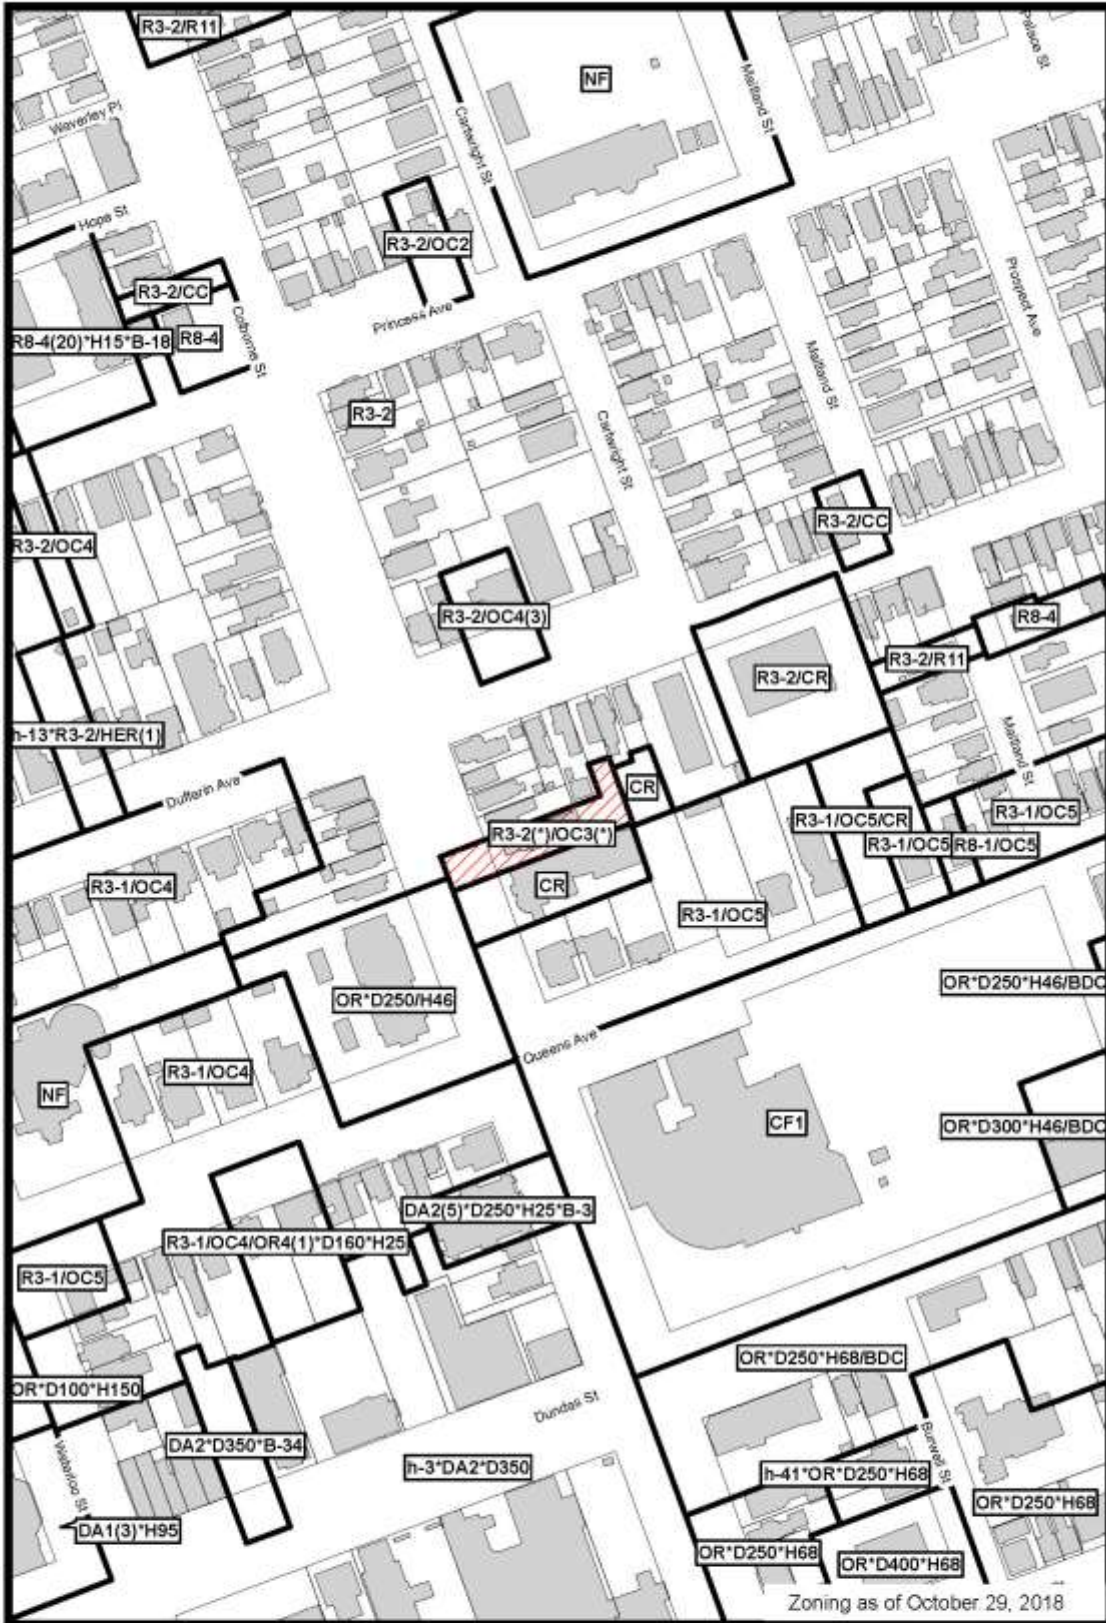 R3-2/R11
Palace St
NF
Maitland St
Waverley Pl
Cartwright St
Hope St
R3-2/OC2
R3-2/CC
Prospect Ave
Princess Ave
Colborne St
R8-4(20)*H15*B-18
R8-4
Maitland St
R3-2
Cartwright St
R3-2/CC
R3-2/OC4
R3-2/OC4(3)
R8-4
R3-2/R11
R3-2/CR
h-13*R3-2/HER(1)
Maitland St
Dufferin Ave
CR
R3-1/OC5
R3-2(*)/OC3(*)
R3-1/OC5/CR
R3-1/OC5
R8-1/OC5
R3-1/OC4
CR
R3-1/OC5
OR*D250*H46/BDC
OR*D250/H46
Queens Ave
R3-1/OC4
NF
CF1
OR*D300*H46/BDC
DA2(5)*D250*H25*B-3
R3-1/OC4/OR4(1)*D160*H25
R3-1/OC5
OR*D250*H68/BDC
OR*D100*H150
Dundas St
DA2*D350*B-34
Burwell St
h-3*DA2*D350
h-41*OR*D250*H68
Waterloo St
OR*D250*H68
DA1(3)*H95
OR*D250*H68
OR*D400*H68
Zoning as of October 29, 2018